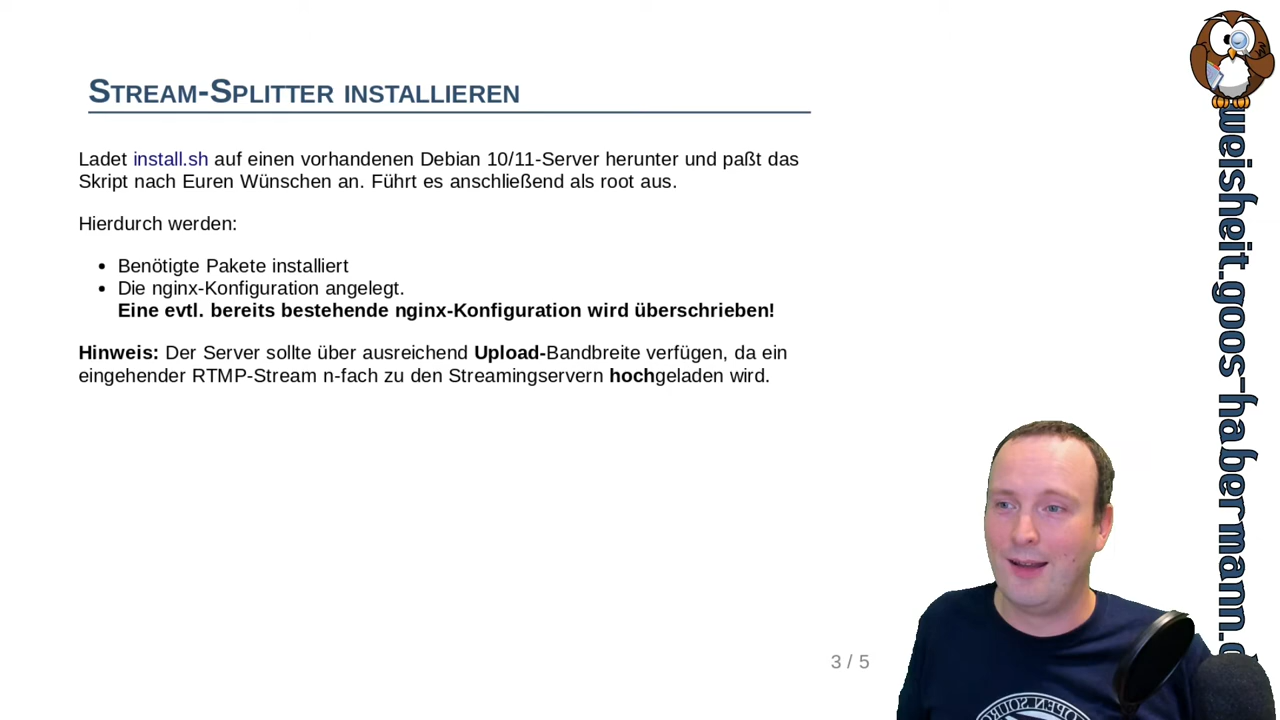 STREAM-SPLITTER INSTALLIEREN
Ladet install.sh auf einen vorhandenen Debian 10/11-Server herunter und paßt das
Skript nach Euren Wünschen an. Führt es anschließend als root aus.
Hierdurch werden:
• Benötigte Pakete installiert
• Die nginx-Konfiguration angelegt.
Eine evtl. bereits bestehende nginx-Konfiguration wird überschrieben!
Hinweis: Der Server sollte über ausreichend Upload-Bandbreite verfügen, da ein
eingehender RTMP-Stream n-fach zu den Streamingservern hochgeladen wird.
3 / 5
weisheit.goos-habermann.d
OPEN SOURC